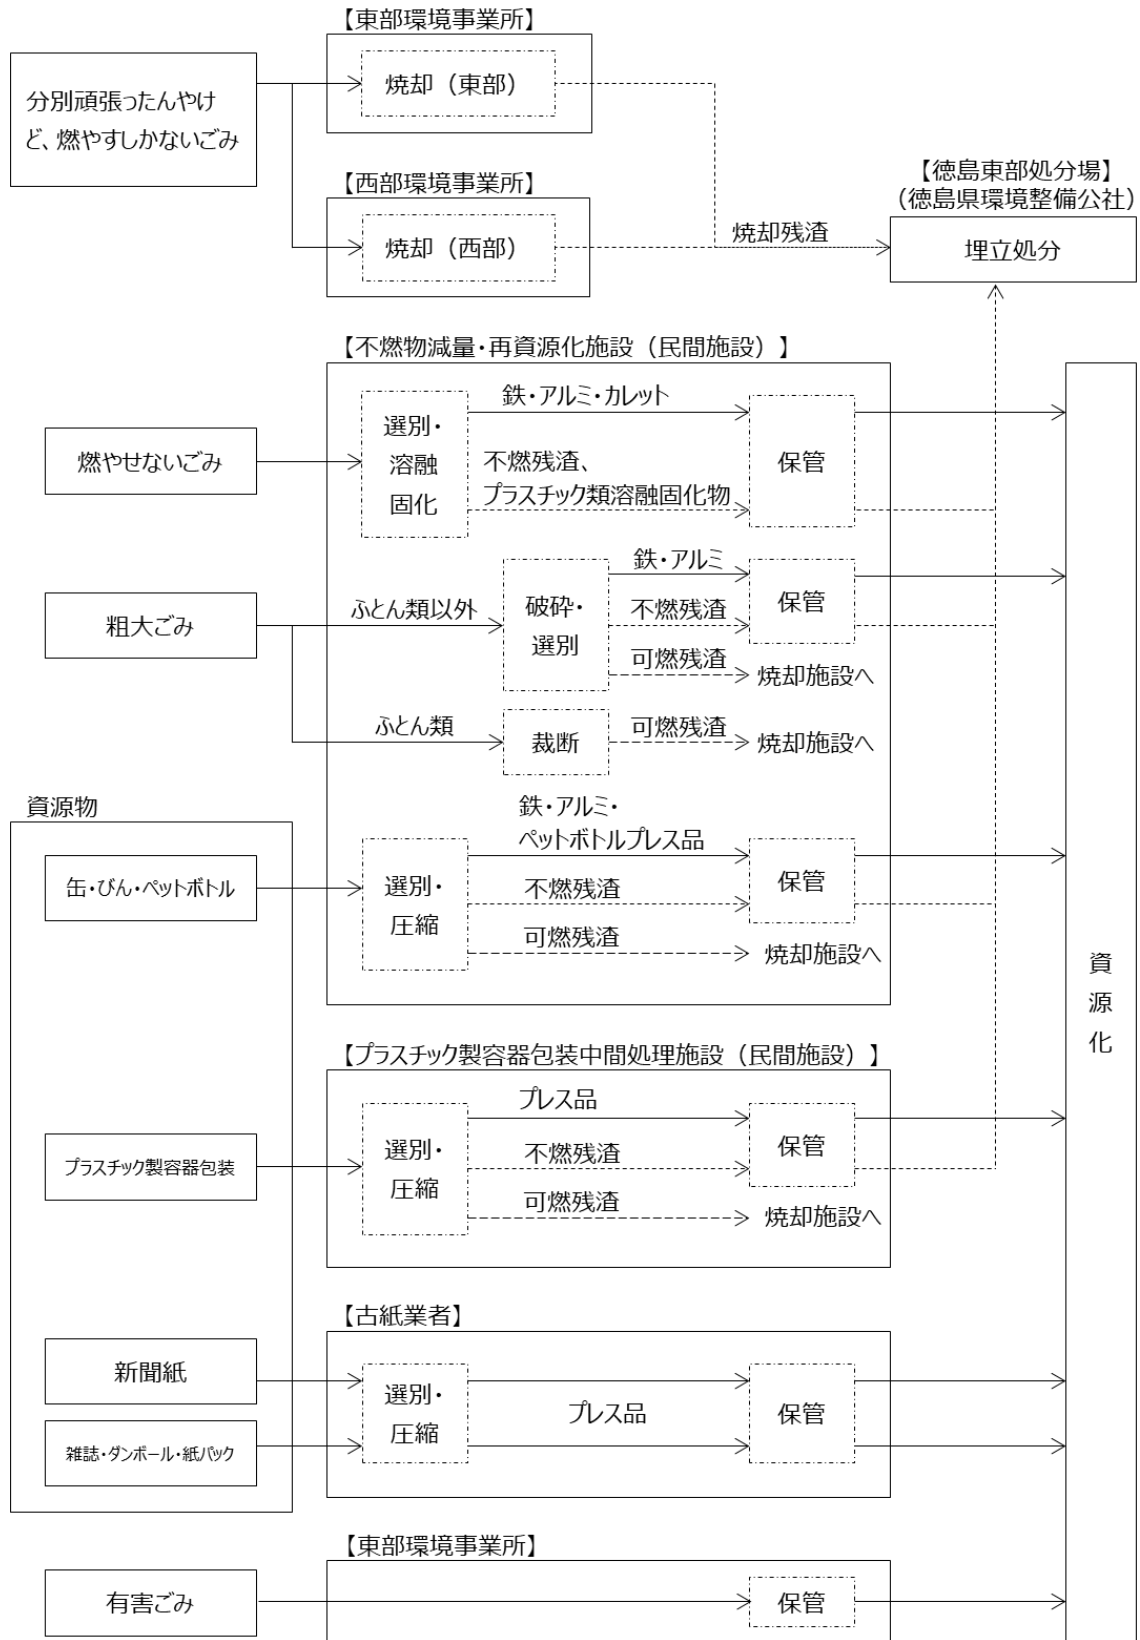 【東部環境事業所】
分別頑張ったんやけ
ど、燃やすしかないごみ
焼却（東部）
【西部環境事業所】
焼却（西部）
焼却残渣
【徳島東部処分場】
（徳島県環境整備公社）
埋立処分
【不燃物減量・再資源化施設（民間施設）】
燃やせないごみ
選別・
溶融
固化
鉄・アルミ・カレット
不燃残渣、
プラスチック類溶融固化物
保管
粗大ごみ
ふとん類以外
破砕・
選別
鉄・アルミ
不燃残渣
可燃残渣
保管
焼却施設へ
ふとん類
裁断
可燃残渣
焼却施設へ
資源物
缶・びん・ペットボトル
選別・
圧縮
鉄・アルミ・
ペットボトルプレス品
不燃残渣
可燃残渣
保管
焼却施設へ
資
源
化
【プラスチック製容器包装中間処理施設（民間施設）】
プラスチック製容器包装
選別・
圧縮
プレス品
不燃残渣
可燃残渣
保管
焼却施設へ
【古紙業者】
新聞紙
雑誌・ダンボール・紙パック
選別・
圧縮
プレス品
保管
【東部環境事業所】
有害ごみ
保管